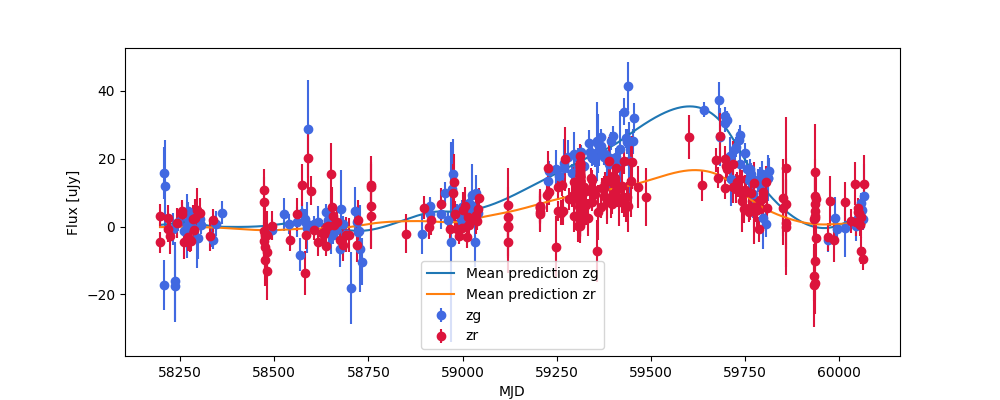 40
20
0
−20
Flux [uJy]
Mean prediction zg
Mean prediction zr
zg
zr
58250 58500 58750 59000 59250 59500 59750 60000
MJD